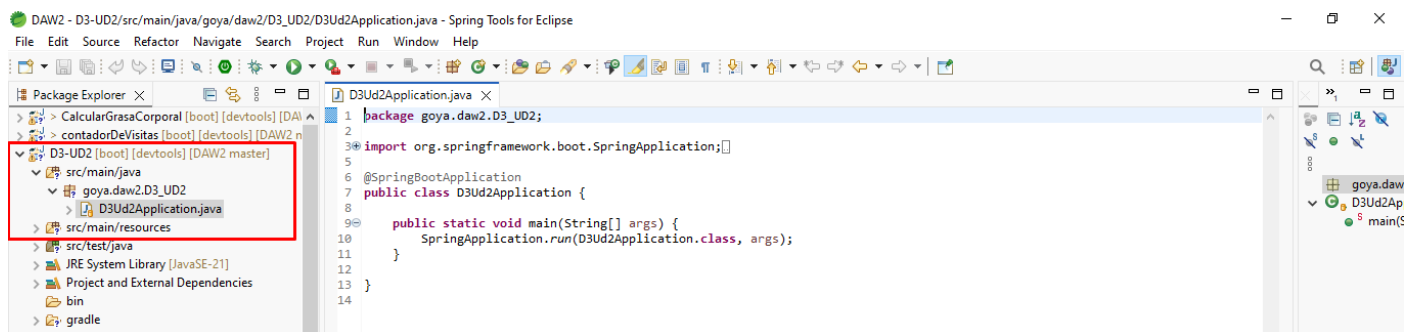 DAW2 - D3-UD2/src/main/java/goya/daw2/D3_UD2/D3Ud2Application.java - Spring Tools for Eclipse
File Edit Source Refactor Navigate Search Project Run Window Help
Package Explorer
> CalcularGrasaCorporal [boot] [devtools] [DAW
> contadorDeVisitas [boot] [devtools] [DAW2 m
D3-UD2 [boot] [devtools] [DAW2 master]
src/main/java
goya.daw2.D3_UD2
D3Ud2Application.java
src/main/resources
src/test/java
JRE System Library [JavaSE-21]
Project and External Dependencies
bin
gradle
D3Ud2Application.java
1 package goya.daw2.D3_UD2;
2
3 import org.springframework.boot.SpringApplication;
5
6 @SpringBootApplication
7 public class D3Ud2Application {
8
9 public static void main(String[] args) {
10 SpringApplication.run(D3Ud2Application.class, args);
11 }
12
13 }
14
goya.daw
D3Ud2Ap
main(S